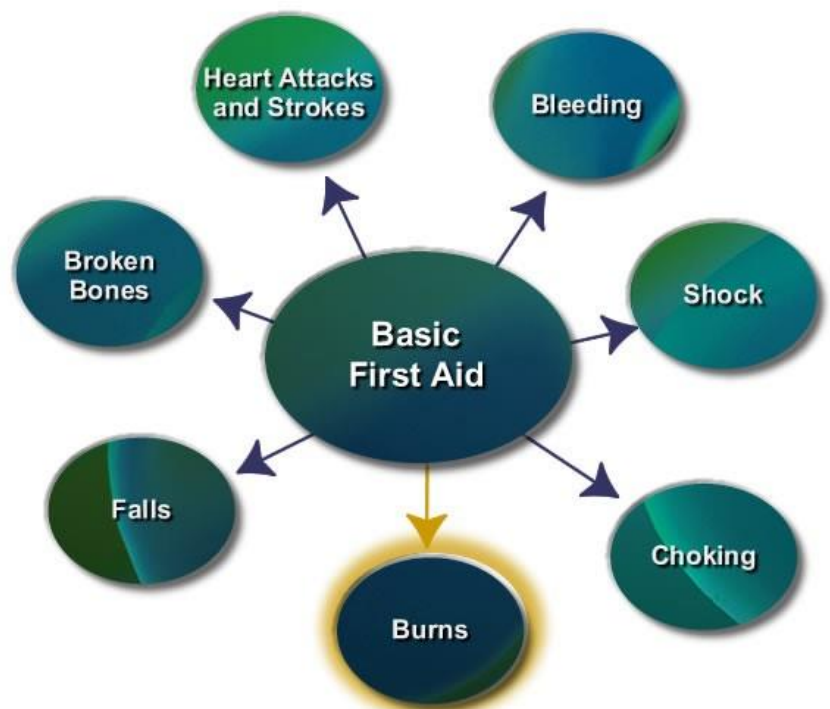 Heart Attacks
and Strokes
Bleeding
Broken
Bones
Shock
Basic
First Aid
Falls
Choking
Burns